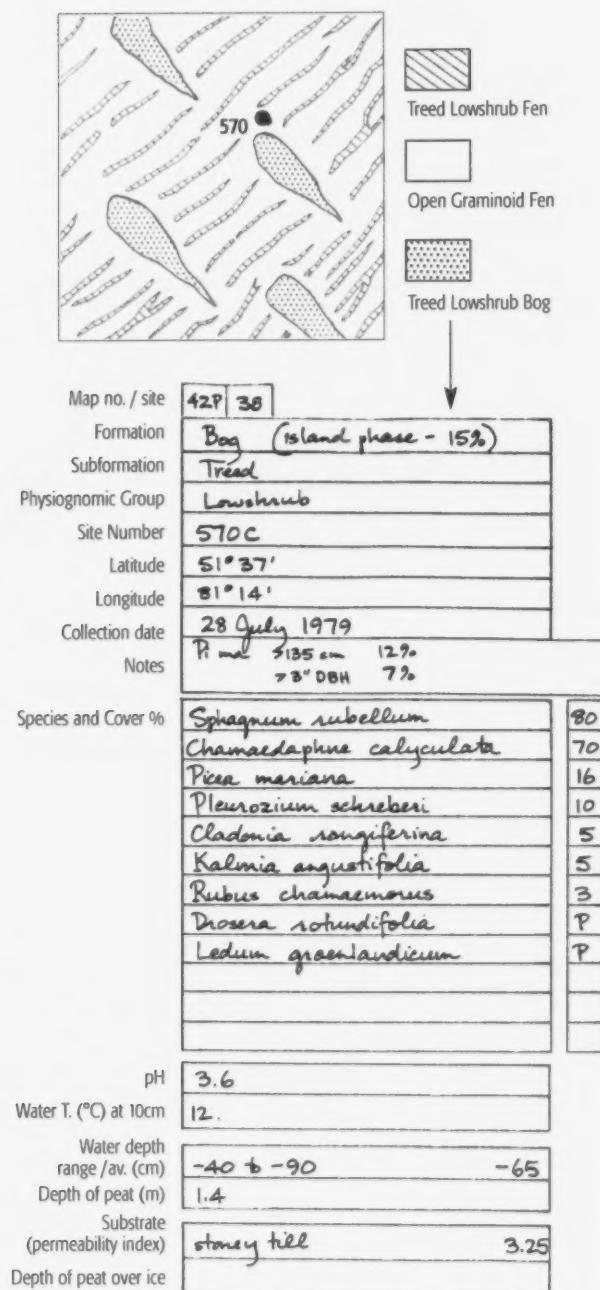 570
Treed Lowshrub Fen
Open Graminoid Fen
Treed Lowshrub Bog
Map no. / site 42P 38
Formation Bog (island phase - 15%)
Subformation Treed
Physiognomic Group Lowshrub
Site Number 570C
Latitude 51° 37'
Longitude 81° 14'
Collection date 28 July 1979
Notes Pi ma >135 cm 12%
>3" DBH 7%
Species and Cover % Sphagnum rubellum 80
Chamaedaphne calyculata 70
Picea mariana 16
Pleurozium schreberi 10
Cladonia rangiferina 5
Kalmia angustifolia 5
Rubus chamaemorus 3
Drosera rotundifolia P
Ledum groenlandicum P
pH 3.6
Water T. (°C) at 10cm 12.
Water depth
range /av. (cm) -40 to -90 -65
Depth of peat (m) 1.4
Substrate
(permeability index) stoney till 3.25
Depth of peat over ice